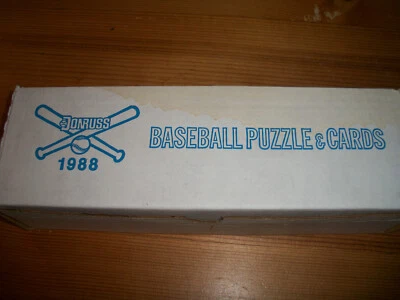 DONRUSS
1988
BASEBALL PUZZLE & CARDS